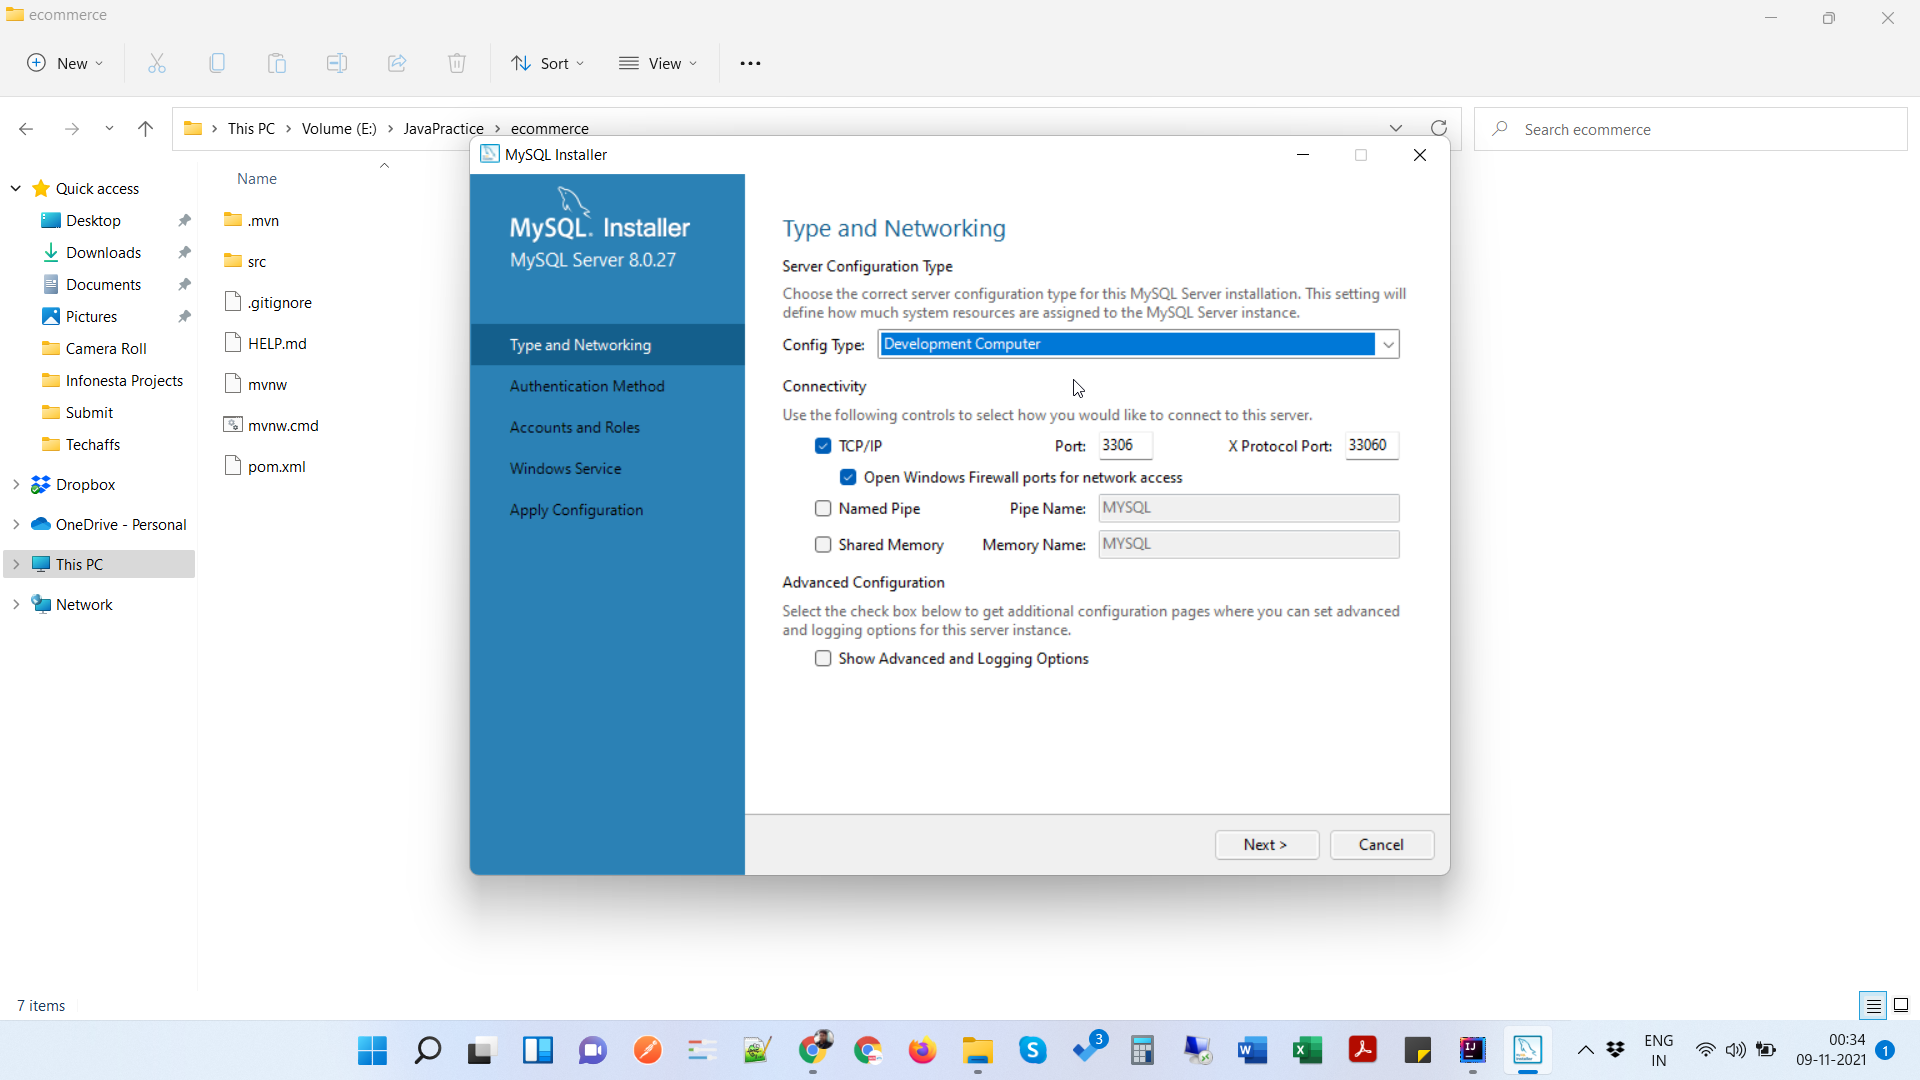 ecommerce
New
Sort
View
This PC
Volume (E:)
JavaPractice
ecommerce
Search ecommerce
Quick access
Desktop
Downloads
Documents
Pictures
Camera Roll
Infonesta Projects
Submit
Techaffs
Dropbox
OneDrive - Personal
This PC
Network
Name
.mvn
src
.gitignore
HELP.md
mvnw
mvnw.cmd
pom.xml
MySQL Installer
MySQL. Installer
MySQL Server 8.0.27
Type and Networking
Authentication Method
Accounts and Roles
Windows Service
Apply Configuration
Type and Networking
Server Configuration Type
Choose the correct server configuration type for this MySQL Server installation. This setting will
define how much system resources are assigned to the MySQL Server instance.
Config Type: Development Computer
Connectivity
Use the following controls to select how you would like to connect to this server.
TCP/IP Port: 3306 X Protocol Port: 33060
Open Windows Firewall ports for network access
Named Pipe Pipe Name: MYSQL
Shared Memory Memory Name: MYSQL
Advanced Configuration
Select the check box below to get additional configuration pages where you can set advanced
and logging options for this server instance.
Show Advanced and Logging Options
Next >
Cancel
7 items
3
ENG
IN
00:34
09-11-2021
1